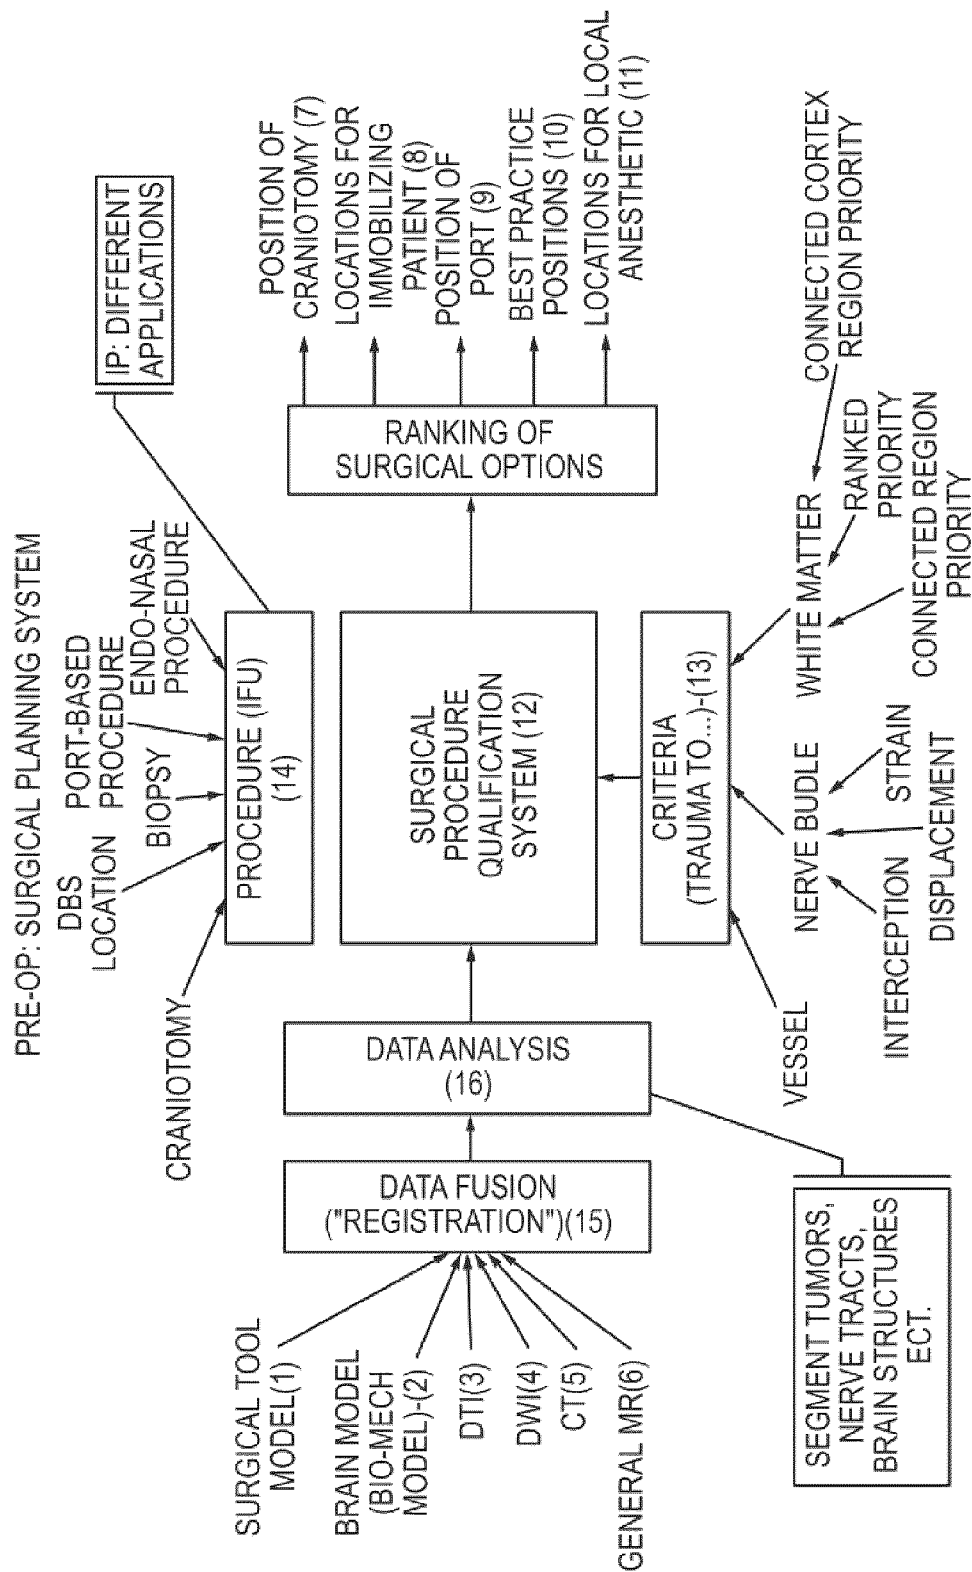 PRE-OP: SURGICAL PLANNING SYSTEM
CRANIOTOMY
DBS
LOCATION
BIOPSY
PORT-BASED
PROCEDURE
ENDO-NASAL
PROCEDURE
IP: DIFFERENT
APPLICATIONS
PROCEDURE (IFU)
(14)
SURGICAL TOOL
MODEL(1)
BRAIN MODEL
(BIO-MECH
MODEL)-(2)
DTI(3)
DWI(4)
CT(5)
GENERAL MR(6)
DATA FUSION
("REGISTRATION")(15)
DATA ANALYSIS
(16)
SURGICAL
PROCEDURE
QUALIFICATION
SYSTEM (12)
RANKING OF
SURGICAL OPTIONS
POSITION OF
CRANIOTOMY (7)
LOCATIONS FOR
IMMOBILIZING
PATIENT (8)
POSITION OF
PORT (9)
BEST PRACTICE
POSITIONS (10)
LOCATIONS FOR LOCAL
ANESTHETIC (11)
CRITERIA
(TRAUMA TO...)-(13)
VESSEL
NERVE BUDLE
INTERCEPTION
DISPLACEMENT
STRAIN
WHITE MATTER
CONNECTED CORTEX
REGION PRIORITY
RANKED
PRIORITY
CONNECTED REGION
PRIORITY
SEGMENT TUMORS,
NERVE TRACTS,
BRAIN STRUCTURES
ECT.